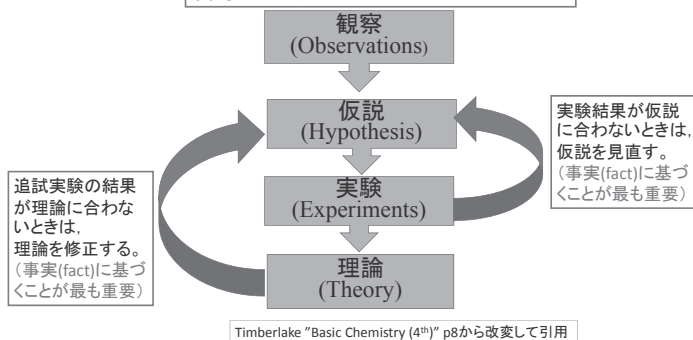 観察
(Observations)
仮説
(Hypothesis)
実験
(Experiments)
理論
(Theory)
実験結果が仮説
に合わないときは,
仮説を見直す。
(事実(fact)に基づ
くことが最も重要)
追試実験の結果
が理論に合わな
いときは,
理論を修正する。
(事実(fact)に基づ
くことが最も重要)
Timberlake "Basic Chemistry (4th)" p8から改変して引用